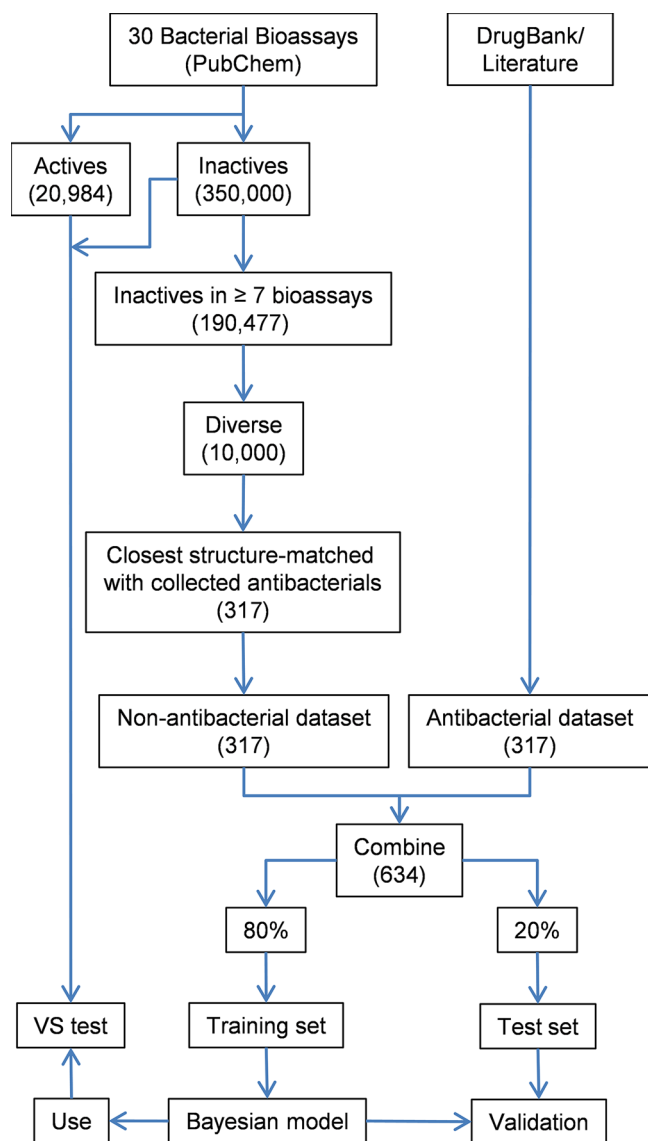 30 Bacterial Bioassays
(PubChem)
DrugBank/
Literature
Actives
(20,984)
Inactives
(350,000)
Inactives in ≥ 7 bioassays
(190,477)
Diverse
(10,000)
Closest structure-matched
with collected antibacterials
(317)
Non-antibacterial dataset
(317)
Antibacterial dataset
(317)
Combine
(634)
80%
20%
VS test
Training set
Test set
Use
Bayesian model
Validation